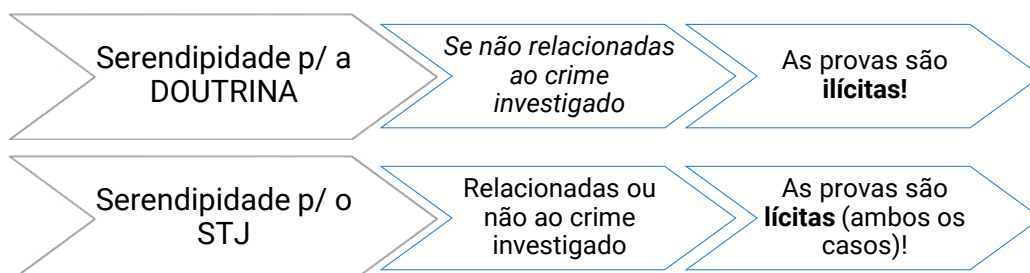 Serendipidade p/ a
DOUTRINA
Se não relacionadas
ao crime
investigado
As provas são
ilícitas!
Serendipidade p/ o
STJ
Relacionadas ou
não ao crime
investigado
As provas são
lícitas (ambos os
casos)!